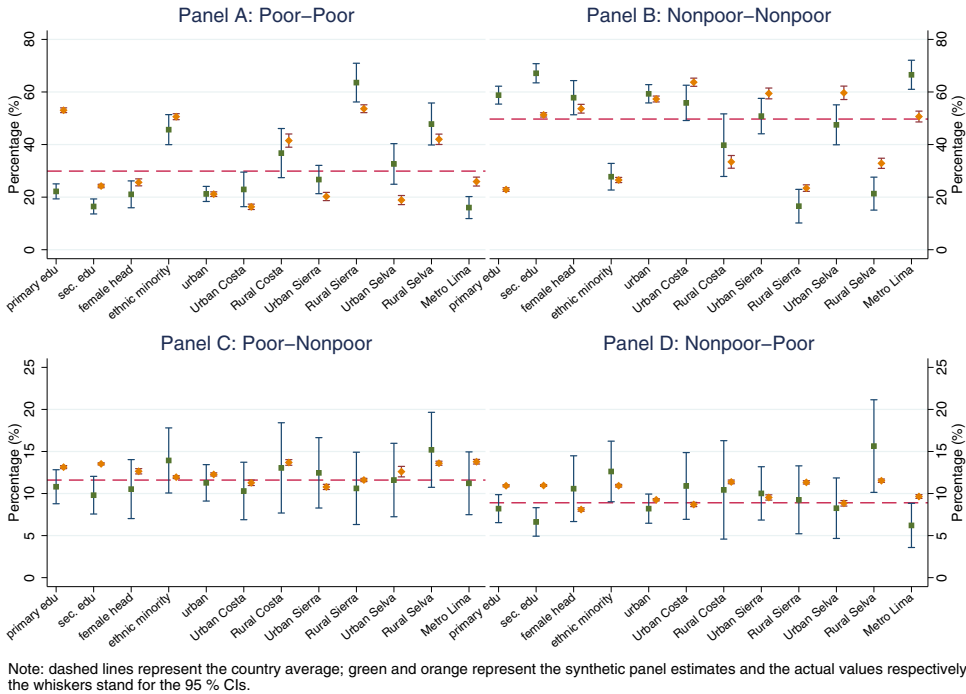 Panel A: Poor–Poor
Panel B: Nonpoor–Nonpoor
Percentage (%)
80
60
40
20
0
80
60
40
20
0
Percentage (%)
primary edu
sec. edu
female head
ethnic minority
urban
Urban Costa
Rural Costa
Urban Sierra
Rural Sierra
Urban Selva
Rural Selva
Metro Lima
primary edu
sec. edu
female head
ethnic minority
urban
Urban Costa
Rural Costa
Urban Sierra
Rural Sierra
Urban Selva
Rural Selva
Metro Lima
Panel C: Poor–Nonpoor
Panel D: Nonpoor–Poor
Percentage (%)
25
20
15
10
5
0
25
20
15
10
5
0
Percentage (%)
primary edu
sec. edu
female head
ethnic minority
urban
Urban Costa
Rural Costa
Urban Sierra
Rural Sierra
Urban Selva
Rural Selva
Metro Lima
primary edu
sec. edu
female head
ethnic minority
urban
Urban Costa
Rural Costa
Urban Sierra
Rural Sierra
Urban Selva
Rural Selva
Metro Lima
Note: dashed lines represent the country average; green and orange represent the synthetic panel estimates and the actual values respectively
the whiskers stand for the 95 % CIs.